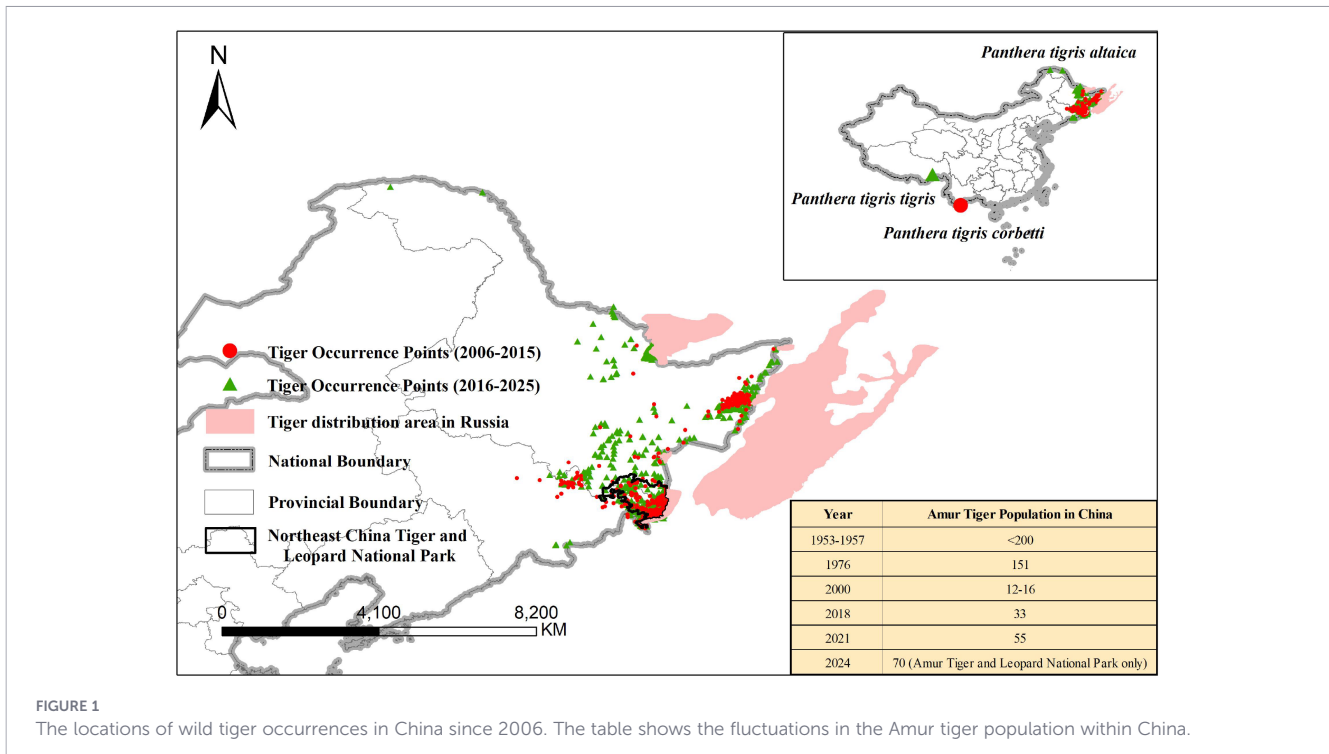 N
Panthera tigris altaica
Panthera tigris tigris
Panthera tigris corbetti
Tiger Occurrence Points (2006-2015)
Tiger Occurrence Points (2016-2025)
Tiger distribution area in Russia
National Boundary
Provincial Boundary
Northeast China Tiger and
Leopard National Park
0 4,100 8,200
KM
Year Amur Tiger Population in China
1953-1957 <200
1976 151
2000 12-16
2018 33
2021 55
2024 70 (Amur Tiger and Leopard National Park only)
FIGURE 1
The locations of wild tiger occurrences in China since 2006. The table shows the fluctuations in the Amur tiger population within China.